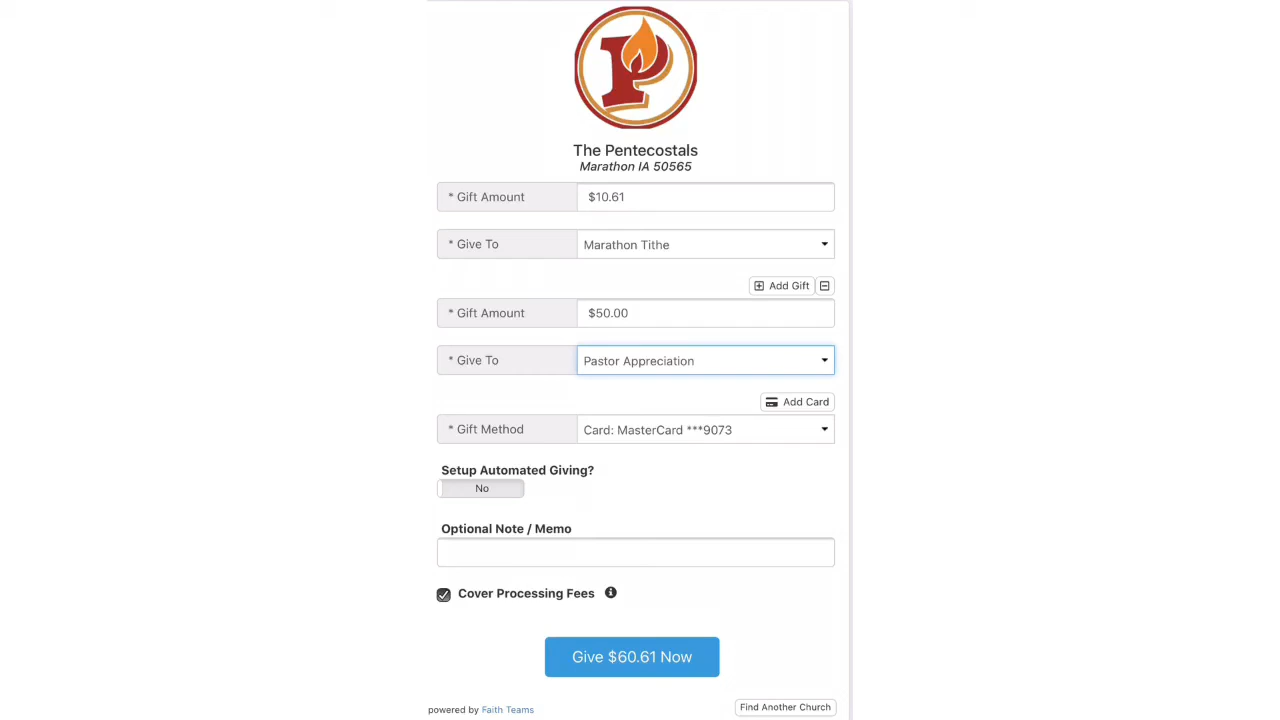 P
The Pentecostals
Marathon IA 50565
* Gift Amount $10.61
* Give To Marathon Tithe
Add Gift
* Gift Amount $50.00
* Give To Pastor Appreciation
Add Card
* Gift Method Card: MasterCard ***9073
Setup Automated Giving?
No
Optional Note / Memo
Cover Processing Fees
Give $60.61 Now
powered by Faith Teams
Find Another Church